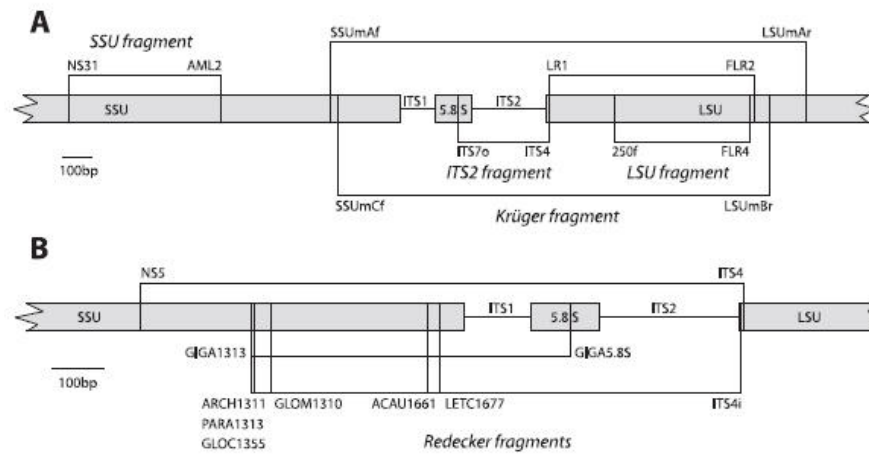 A
SSU fragment
SSUmAf LSUmAr
NS31 AML2 LR1 FLR2
SSU ITS1 5.8 S ITS2 LSU
100bp
ITS7o ITS4 250f FLR4
ITS2 fragment LSU fragment
SSUmCf LSUmBr
Krüger fragment
B
NS5 ITS4
SSU ITS1 5.8 S ITS2 LSU
100bp
GIGA1313 GIGA5.8S
ARCH1311 GLOM1310 ACAU1661 LETC1677 ITS4i
PARA1313
GLOC1355
Redecker fragments